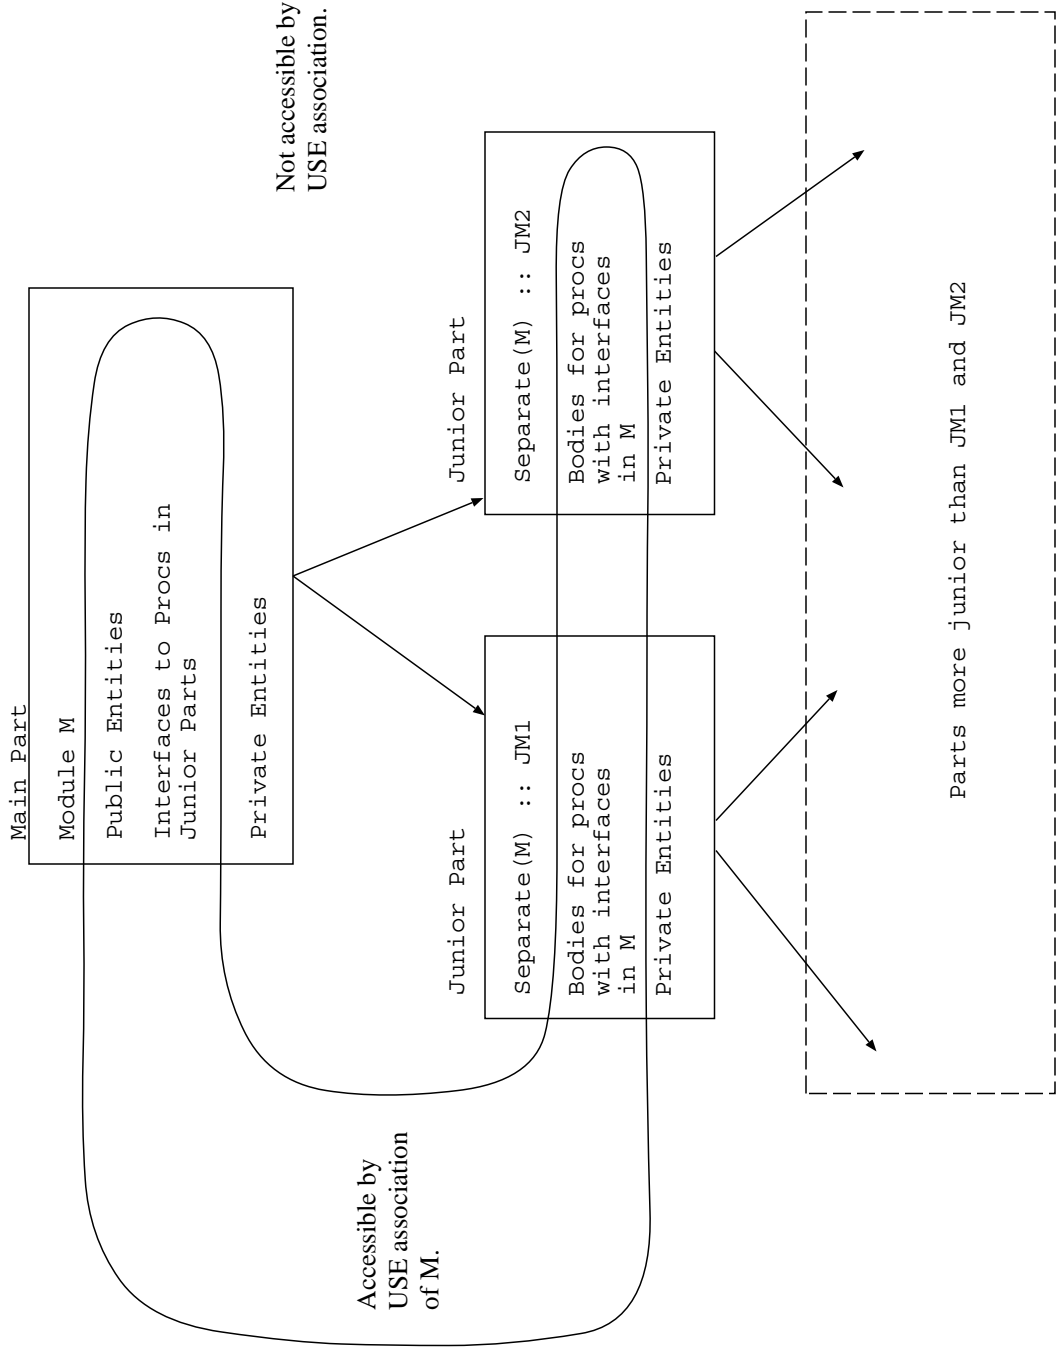 Main Part
Module M
Public Entities
Interfaces to Procs in
Junior Parts
Private Entities
Not accessible by
USE association.
Accessible by
USE association
of M.
Junior Part
Separate(M) :: JM1
Bodies for procs
with interfaces
in M
Private Entities
Junior Part
Separate(M) :: JM2
Bodies for procs
with interfaces
in M
Private Entities
Parts more junior than JM1 and JM2